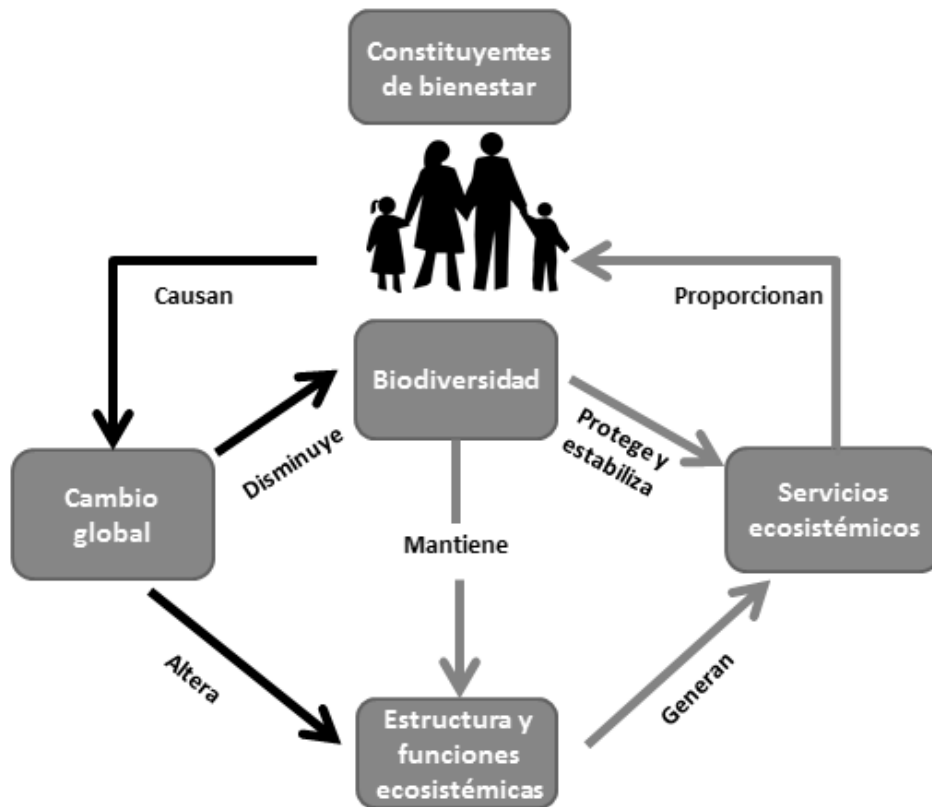 Constituyentes
de bienestar
Causan
Proporcionan
Biodiversidad
Disminuye
Protege y
estabiliza
Cambio
global
Servicios
ecosistémicos
Mantiene
Altera
Generan
Estructura y
funciones
ecosistémicas